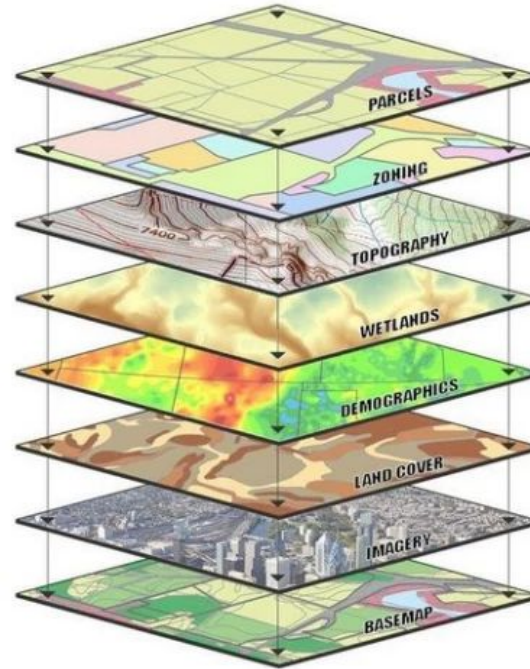 PARCELS
ZONING
7400
TOPOGRAPHY
WETLANDS
DEMOGRAPHICS
LAND COVER
IMAGERY
BASEMAP